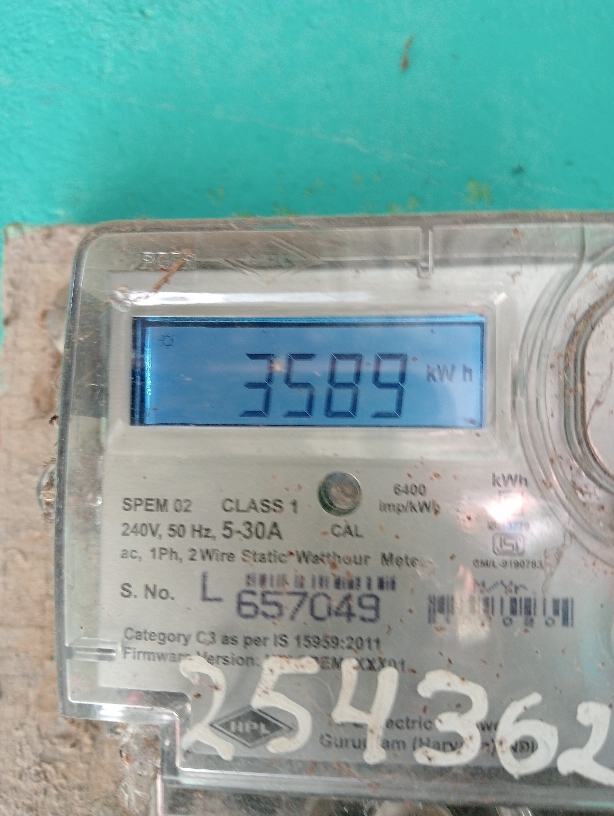 3589 kWh
SPEM 02 CLASS 1
6400
imp/kWh
kWh
240V, 50 Hz, 5-30A
CAL
ac, 1Ph, 2 Wire Static Watthour
S. No. L 657049
M/Yr
Category C3 as per IS 15959:2011
Firmware Version:
254362
HPL